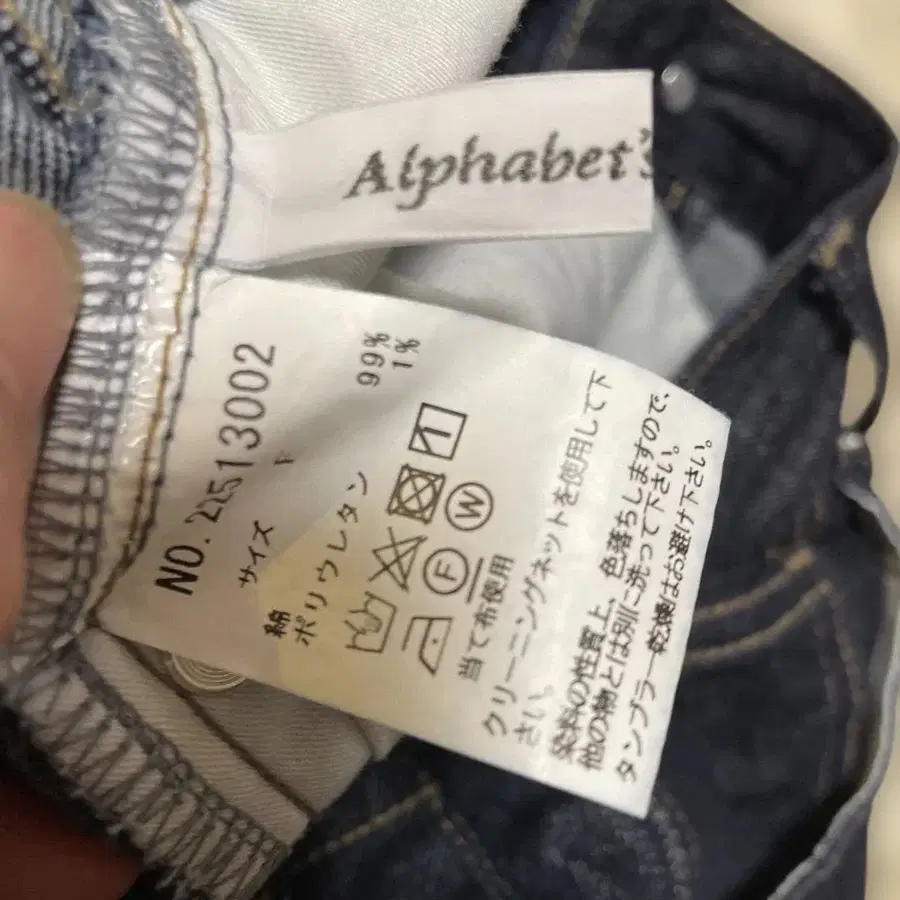 Alphabet's
NO.22513002
サイズ F
綿 99%
ポリウレタン 1%
F W
当て布使用
クリーニングネットを使用して下
さい。
染料の性質上、色落ちしますので、
他の物とは別に洗って下さい。
タンブラー乾燥はお避け下さい。